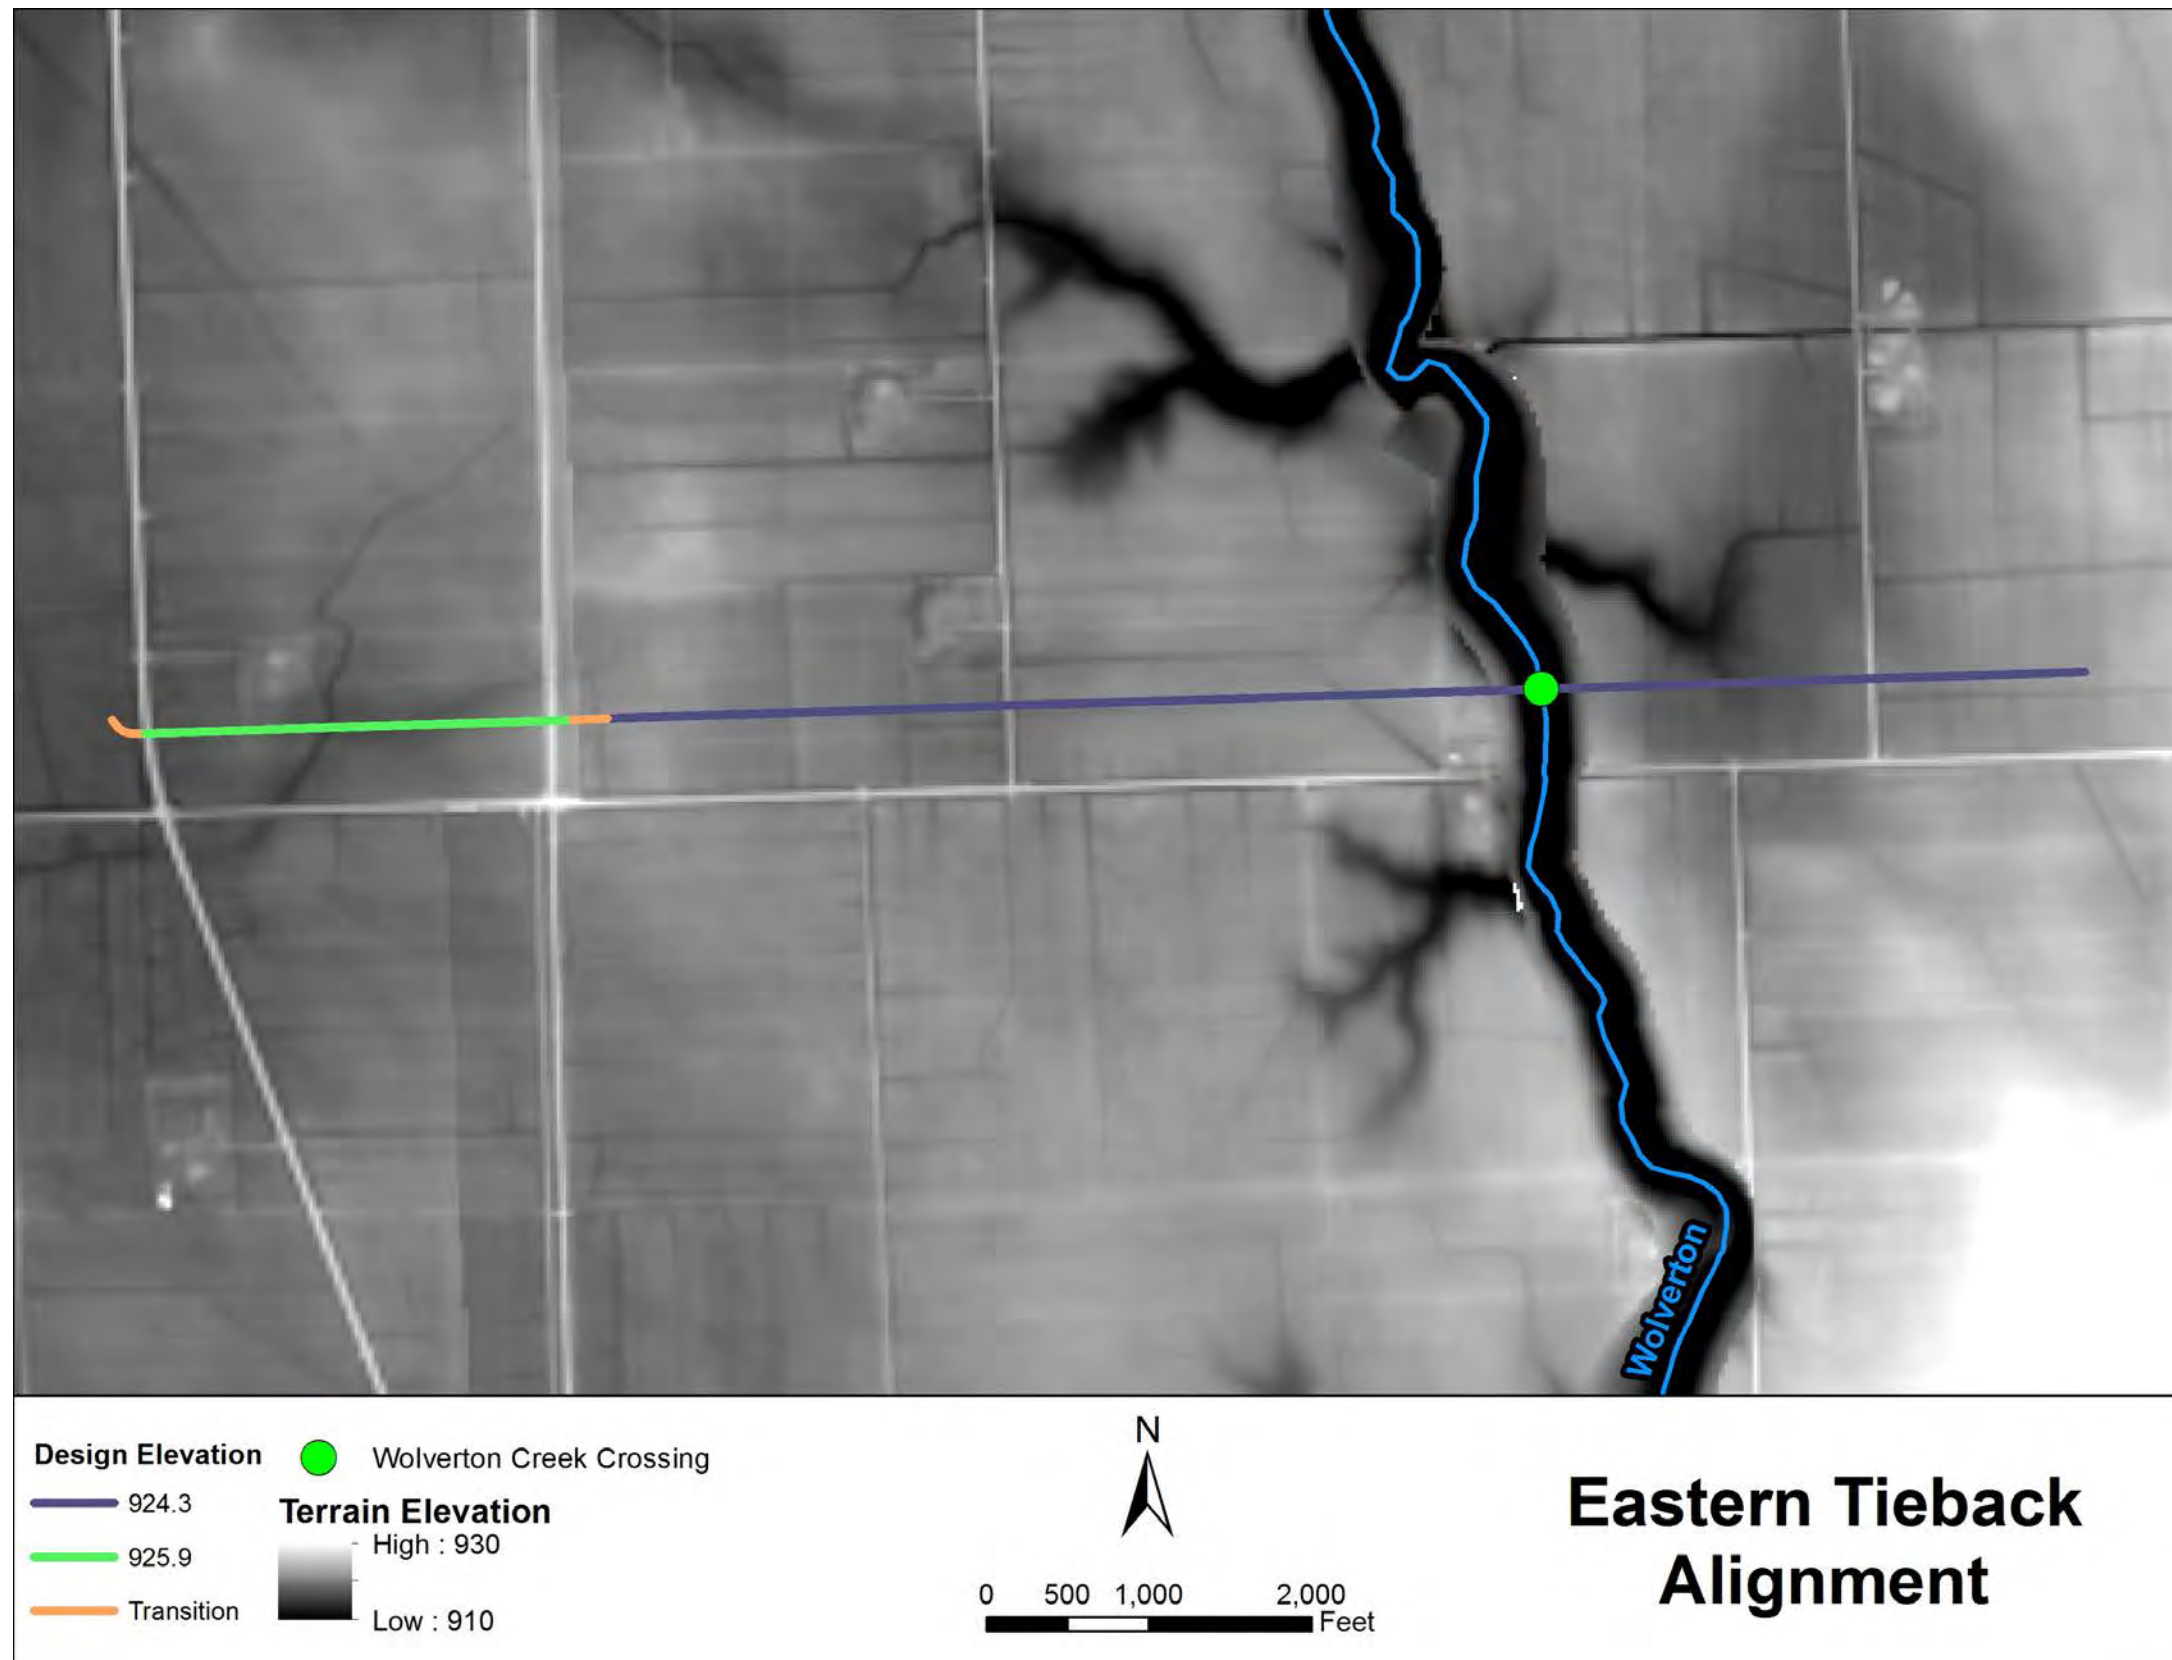 Wolverton
Design Elevation
924.3
925.9
Transition
Wolverton Creek Crossing
Terrain Elevation
High : 930
Low : 910
N
0 500 1,000 2,000
Feet
Eastern Tieback
Alignment